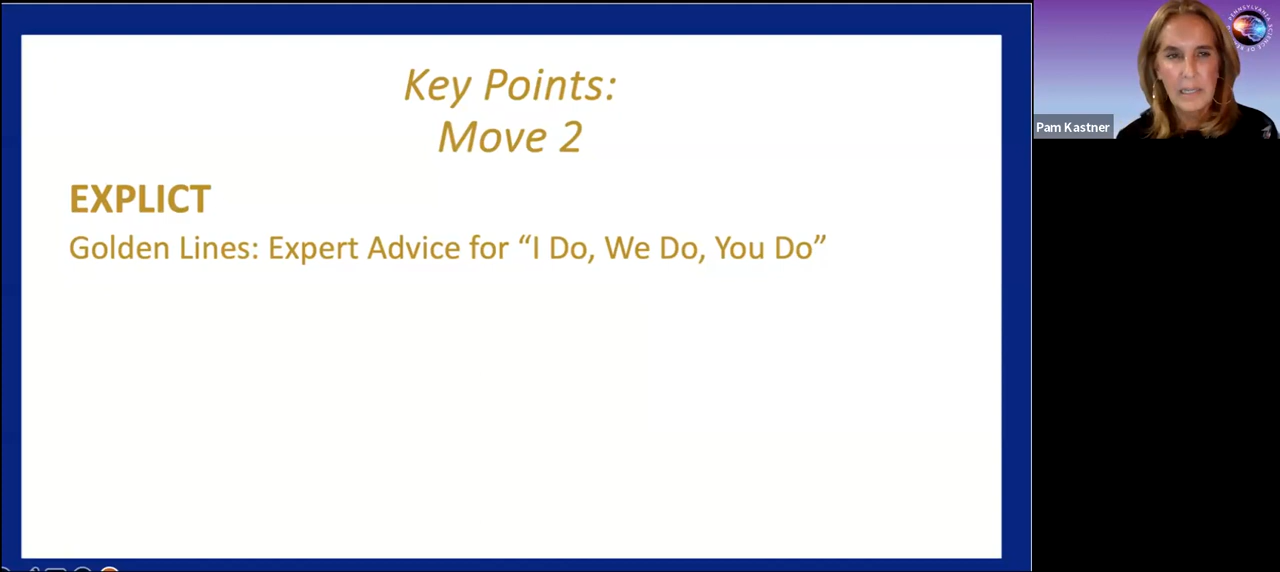 Key Points:
Move 2
EXPLICT
Golden Lines: Expert Advice for “I Do, We Do, You Do”
Pam Kastner